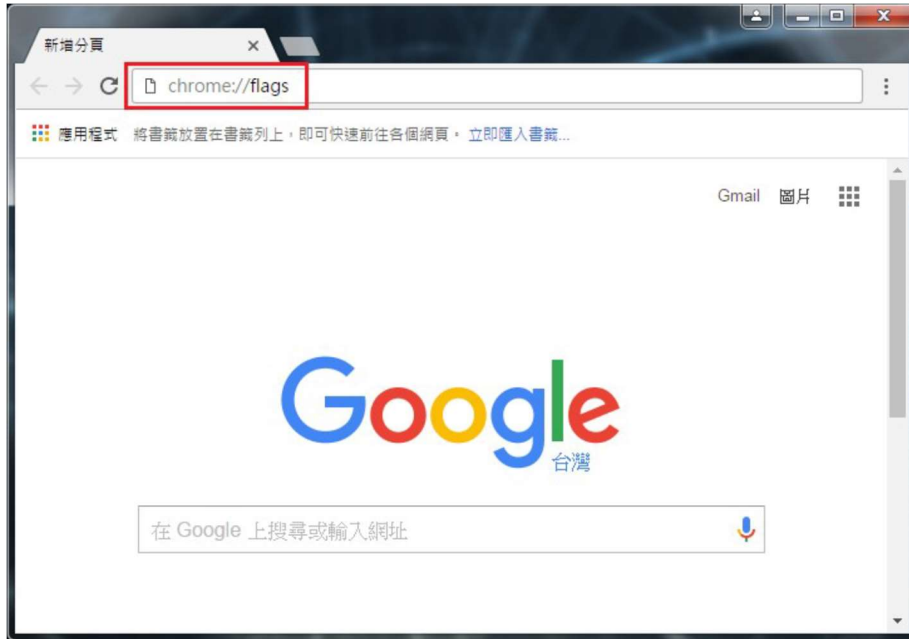 新增分頁
chrome://flags
應用程式 將書籤放置在書籤列上，即可快速前往各個網頁。 立即匯入書籤...
Gmail 圖片
Google
台灣
在 Google 上搜尋或輸入網址